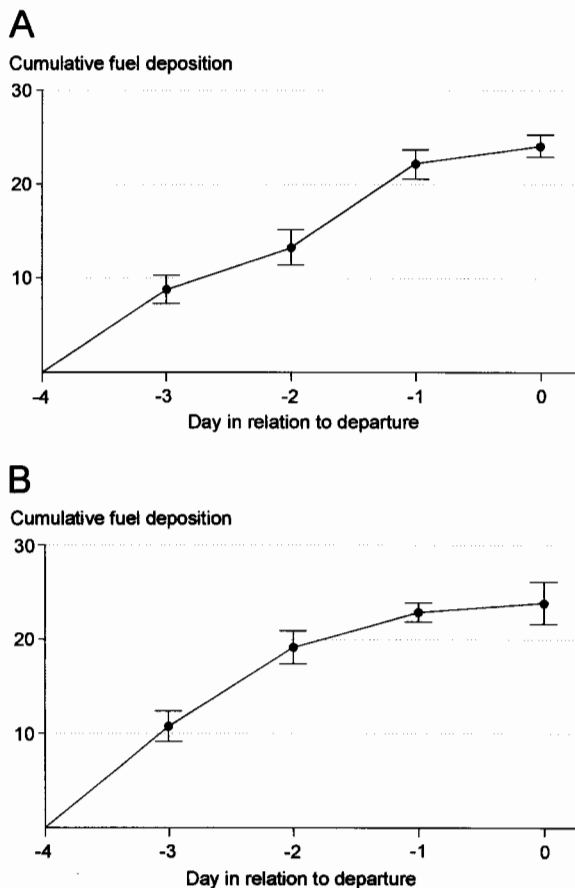 A
Cumulative fuel deposition
30
20
10
-4 -3 -2 -1 0
Day in relation to departure
B
Cumulative fuel deposition
30
20
10
-4 -3 -2 -1 0
Day in relation to departure